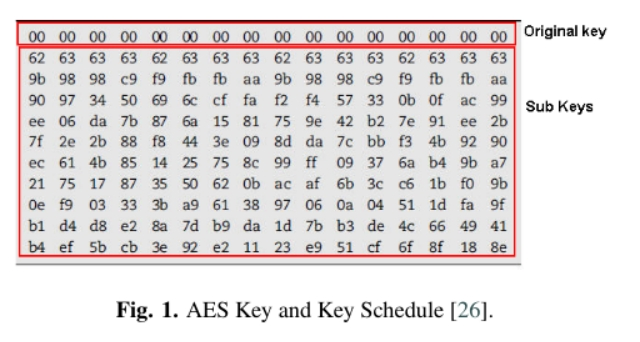 00 00 00 00 00 00 00 00 00 00 00 00 00 00 00 00 Original key
62 63 63 63 62 63 63 63 62 63 63 63 62 63 63 63
9b 98 98 c9 f9 fb fb aa 9b 98 98 c9 f9 fb fb aa
90 97 34 50 69 6c cf fa f2 f4 57 33 0b 0f ac 99
Sub Keys
ee 06 da 7b 87 6a 15 81 75 9e 42 b2 7e 91 ee 2b
7f 2e 2b 88 f8 44 3e 09 8d da 7c bb f3 4b 92 90
ec 61 4b 85 14 25 75 8c 99 ff 09 37 6a b4 9b a7
21 75 17 87 35 50 62 0b ac af 6b 3c c6 1b f0 9b
0e f9 03 33 3b a9 61 38 97 06 0a 04 51 1d fa 9f
b1 d4 d8 e2 8a 7d b9 da 1d 7b b3 de 4c 66 49 41
b4 ef 5b cb 3e 92 e2 11 23 e9 51 cf 6f 8f 18 8e
Fig. 1. AES Key and Key Schedule [26].